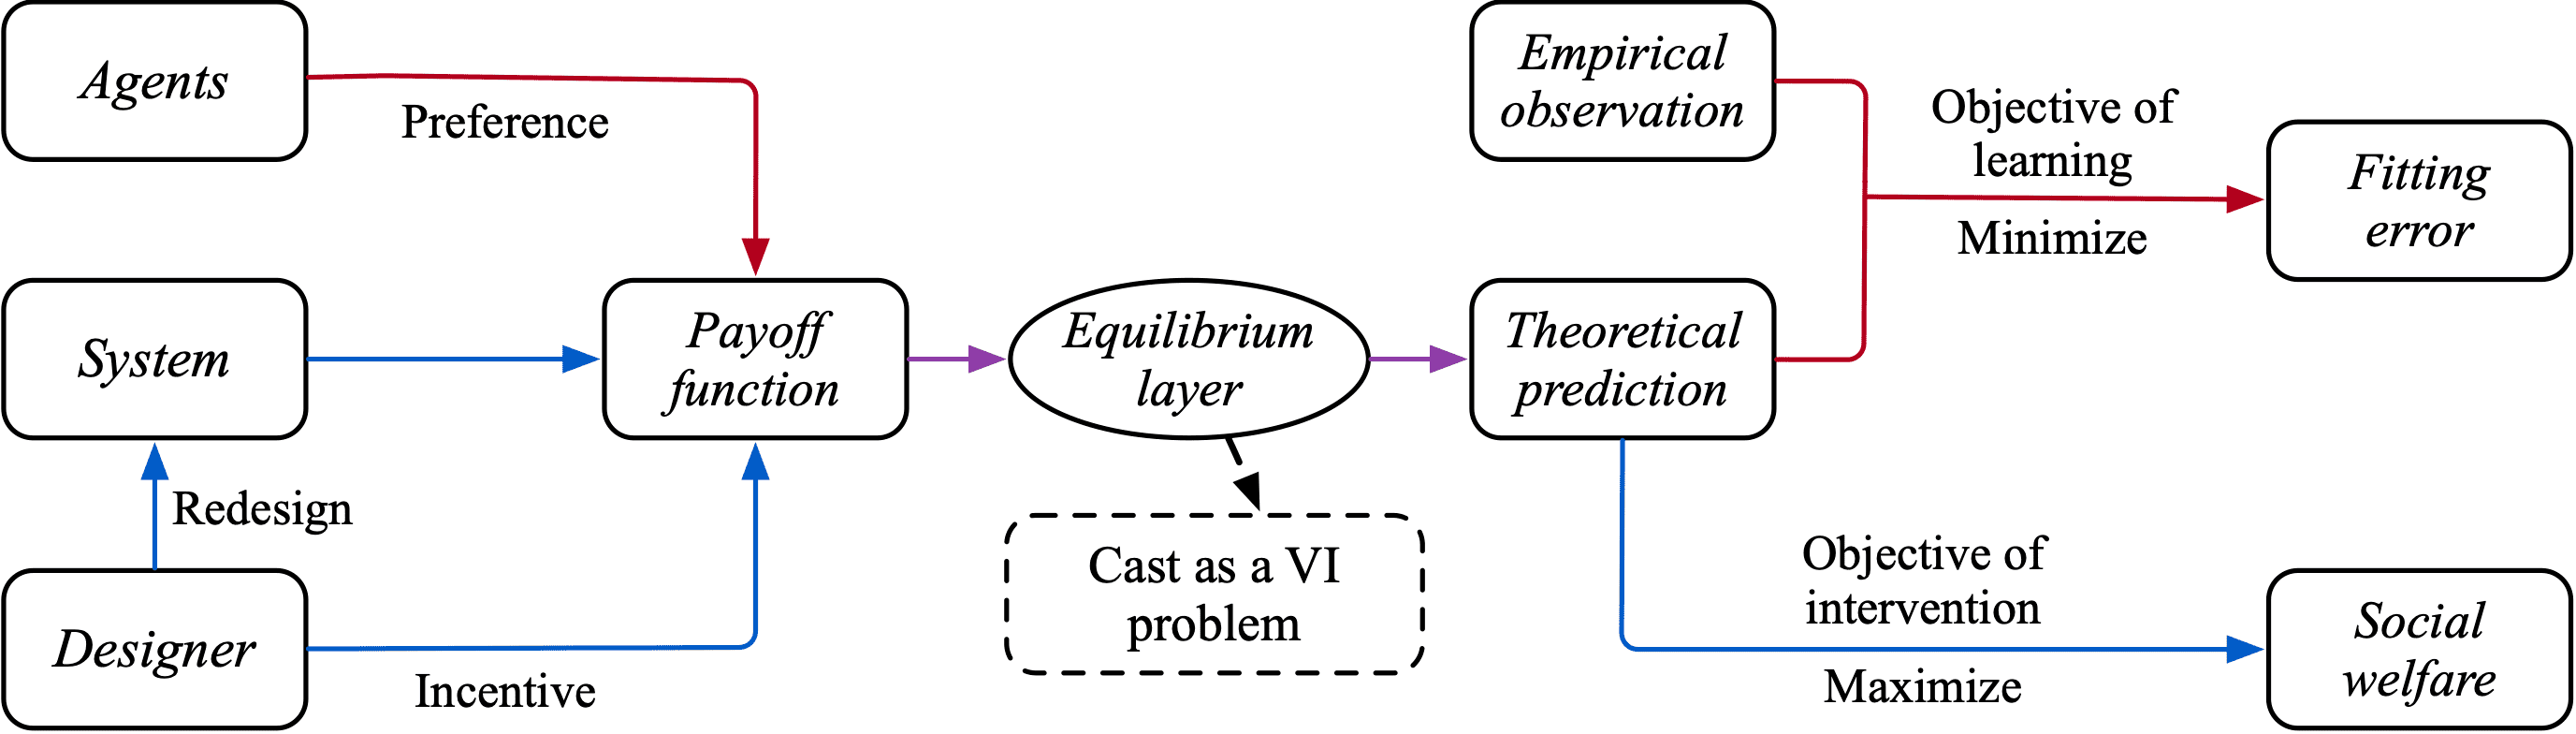 Agents
Preference
Empirical
observation
Objective of
learning
Minimize
Fitting
error
System
Payoff
function
Equilibrium
layer
Theoretical
prediction
Redesign
Designer
Incentive
Cast as a VI
problem
Objective of
intervention
Maximize
Social
welfare